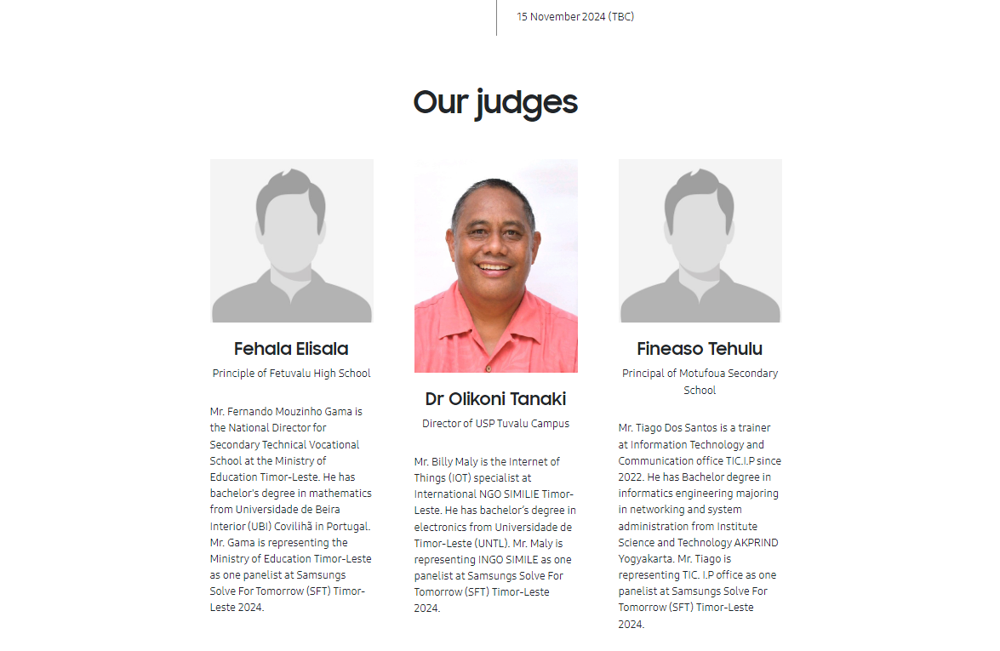 15 November 2024 (TBC)
Our judges
Fehala Elisala
Principle of Fetuvalu High School
Mr. Fernando Mouzinho Gama is
the National Director for
Secondary Technical Vocational
School at the Ministry of
Education Timor-Leste. He has
bachelor's degree in mathematics
from Universidade de Beira
Interior (UBI) Covilihã in Portugal.
Mr. Gama is representing the
Ministry of Education Timor-Leste
as one panelist at Samsungs
Solve For Tomorrow (SFT) Timor-
Leste 2024.
Dr Olikoni Tanaki
Director of USP Tuvalu Campus
Mr. Billy Maly is the Internet of
Things (IOT) specialist at
International NGO SIMILIE Timor-
Leste. He has bachelor’s degree in
electronics from Universidade de
Timor-Leste (UNTL). Mr. Maly is
representing INGO SIMILE as one
panelist at Samsungs Solve For
Tomorrow (SFT) Timor-Leste
2024.
Fineaso Tehulu
Principal of Motufoua Secondary
School
Mr. Tiago Dos Santos is a trainer
at Information Technology and
Communication office TIC.I.P since
2022. He has Bachelor degree in
informatics engineering majoring
in networking and system
administration from Institute
Science and Technology AKPRIND
Yogyakarta. Mr. Tiago is
representing TIC. I.P office as one
panelist at Samsungs Solve For
Tomorrow (SFT) Timor-Leste
2024.